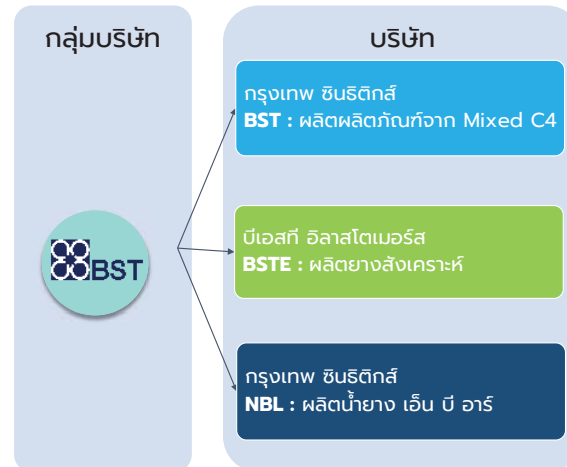 กลุ่มบริษัท
บริษัท
กรุงเทพ ซินธิติกส์
BST : ผลิตผลิตภัณฑ์จาก Mixed C4
BST
บีเอสที อิลาสโตเมอร์ส
BSTE : ผลิตยางสังเคราะห์
กรุงเทพ ซินธิติกส์
NBL : ผลิตน้ำยาง เอ็น บี อาร์